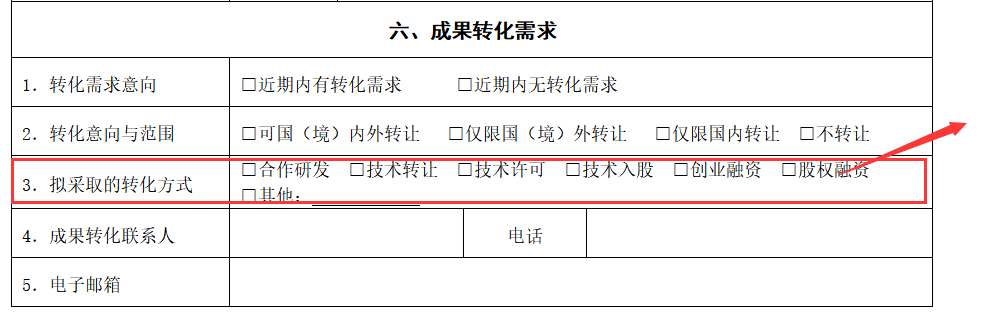 六、成果转化需求
1. 转化需求意向 □近期内有转化需求 □近期内无转化需求
2. 转化意向与范围 □可国（境）内外转让 □仅限国（境）外转让 □仅限国内转让 □不转让
3. 拟采取的转化方式 □合作研发 □技术转让 □技术许可 □技术入股 □创业融资 □股权融资
□其他：____________
4. 成果转化联系人 电话
5. 电子邮箱